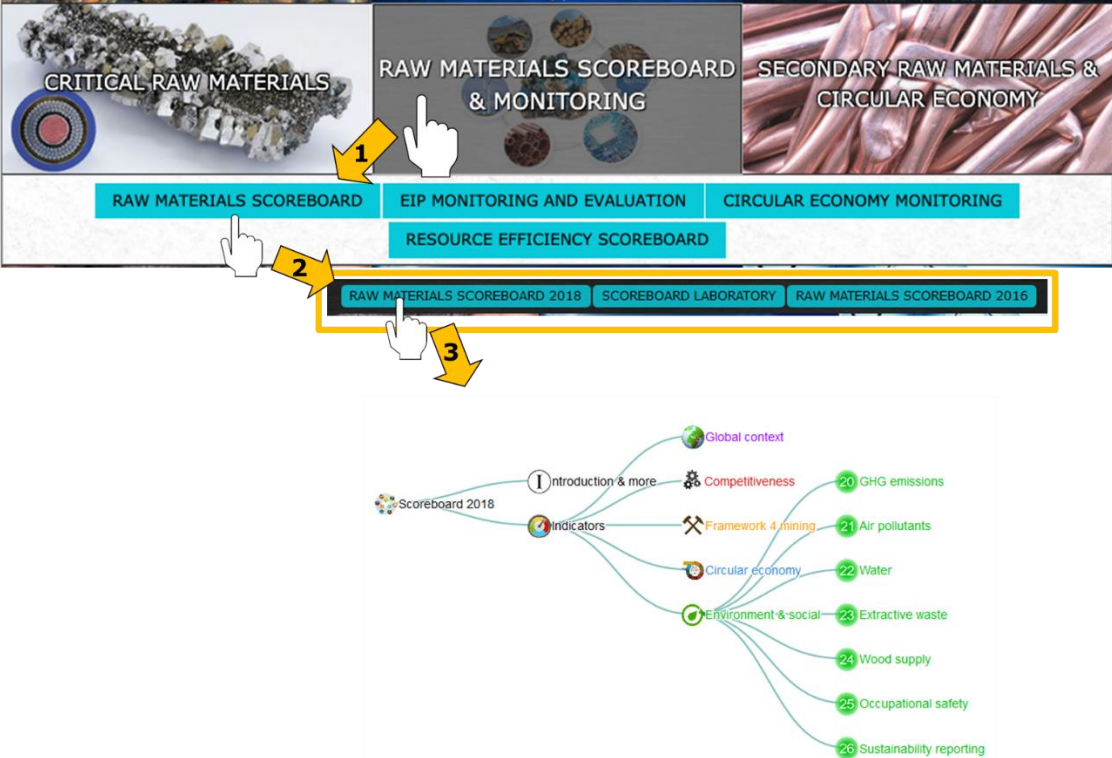 CRITICAL RAW MATERIALS
RAW MATERIALS SCOREBOARD
& MONITORING
SECONDARY RAW MATERIALS &
CIRCULAR ECONOMY
1
RAW MATERIALS SCOREBOARD
EIP MONITORING AND EVALUATION
CIRCULAR ECONOMY MONITORING
RESOURCE EFFICIENCY SCOREBOARD
2
RAW MATERIALS SCOREBOARD 2018
SCOREBOARD LABORATORY
RAW MATERIALS SCOREBOARD 2016
3
Scoreboard 2018
Introduction & more
Indicators
Global context
Competitiveness
Framework 4 mining
Circular economy
Environment & social
20 GHG emissions
21 Air pollutants
22 Water
23 Extractive waste
24 Wood supply
25 Occupational safety
26 Sustainability reporting